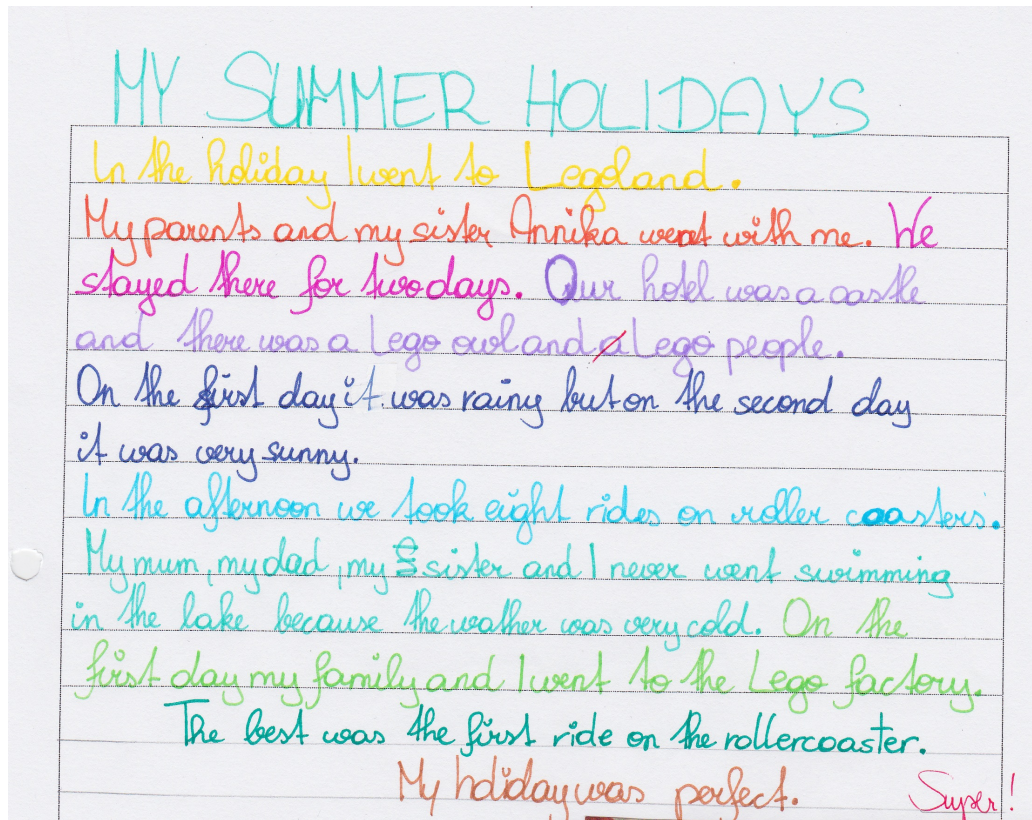 MY SUMMER HOLIDAYS
In the holiday I went to Legoland.
My parents and my sister Annika went with me. We
stayed there for two days. Our hotel was a castle
and there was a Lego owl and a Lego people.
On the first day it was rainy but on the second day
it was very sunny.
In the afternoon we took eight rides on roller coasters.
My mum, my dad, my sister and I never went swimming
in the lake because the weather was very cold. On the
first day my family and I went to the Lego factory.
The best was the first ride on the rollercoaster.
My holiday was perfect. Super!